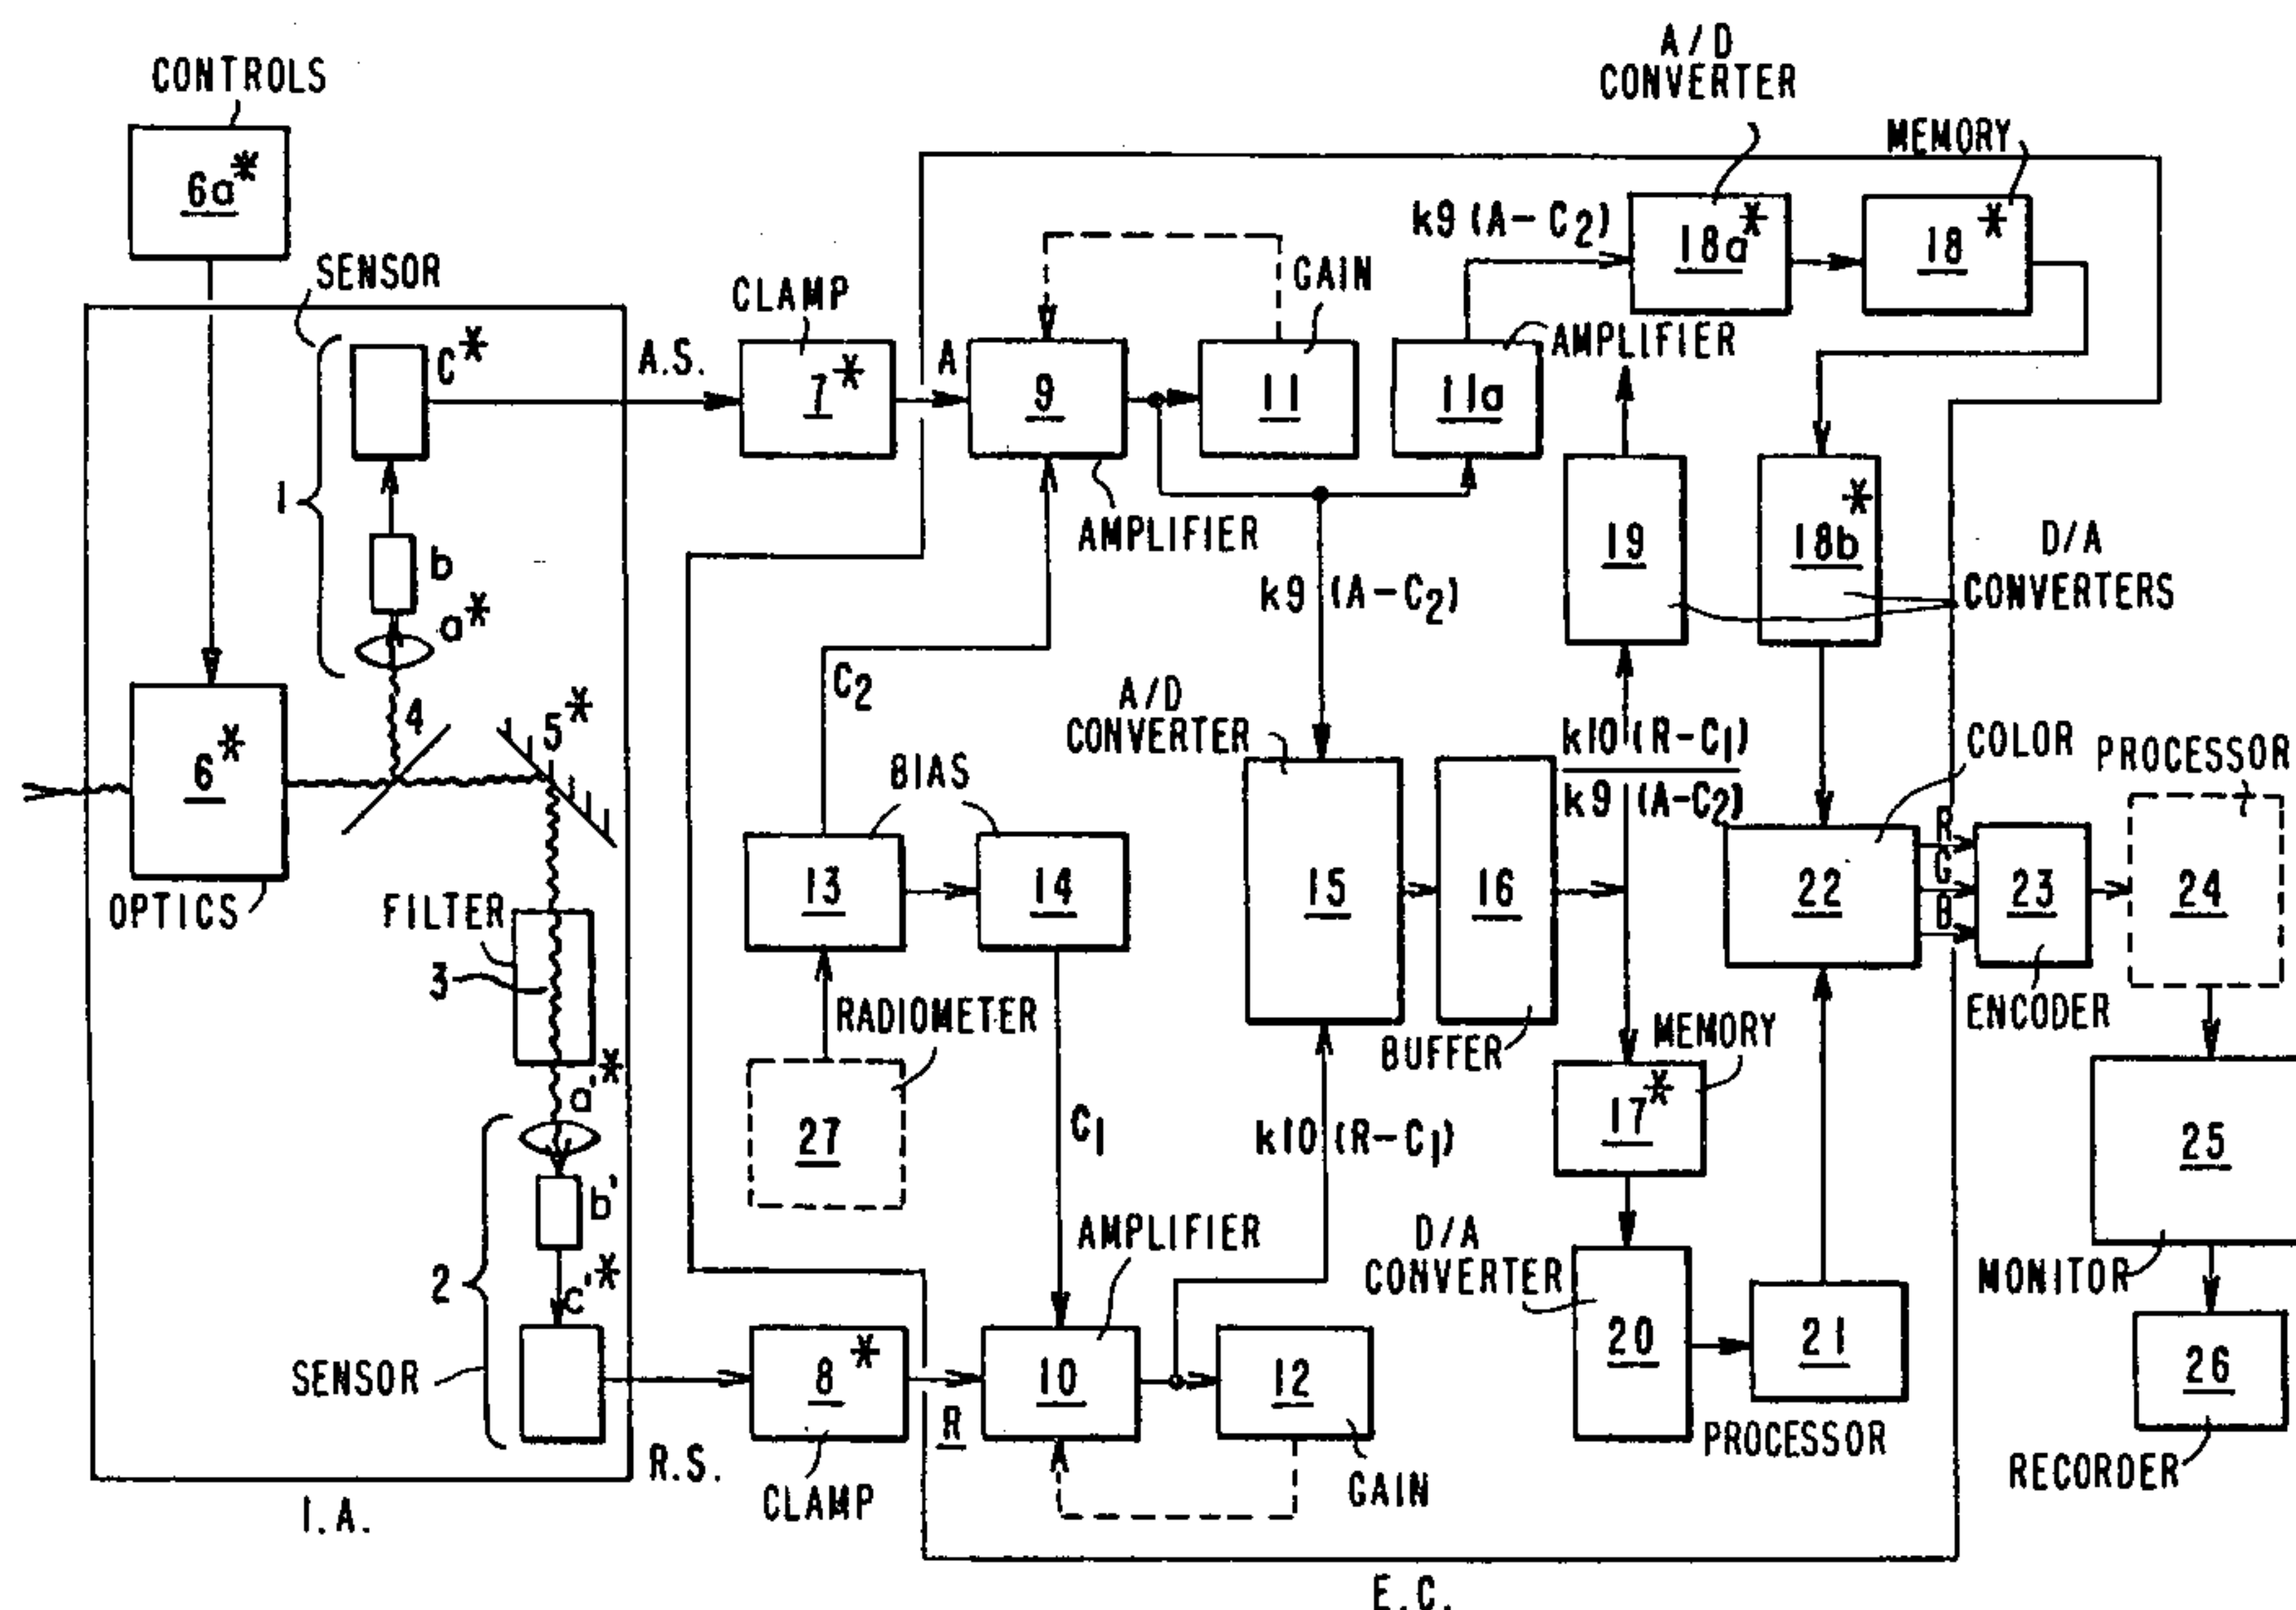 CONTROLS
6a*
SENSOR
1
C*
b
a*
4
5*
6*
OPTICS
FILTER
3
a'*
2
b'
c'*
SENSOR
I.A.
A.S.
R.S.
CLAMP
7*
A
9
AMPLIFIER
GAIN
11
11a
AMPLIFIER
k9 (A-C2)
A/D
CONVERTER
18a*
MEMORY
18*
19
18b*
D/A
CONVERTERS
k9 (A-C2)
C2
BIAS
13
14
RADIOMETER
27
C1
A/D
CONVERTER
15
16
BUFFER
k10 (R-C1)
k10 (R-C1)
k9 (A-C2)
MEMORY
17*
D/A
CONVERTER
20
21
PROCESSOR
COLOR
22
R
G
B
23
ENCODER
PROCESSOR
24
25
MONITOR
26
RECORDER
8*
CLAMP
R
AMPLIFIER
10
12
GAIN
E.C.